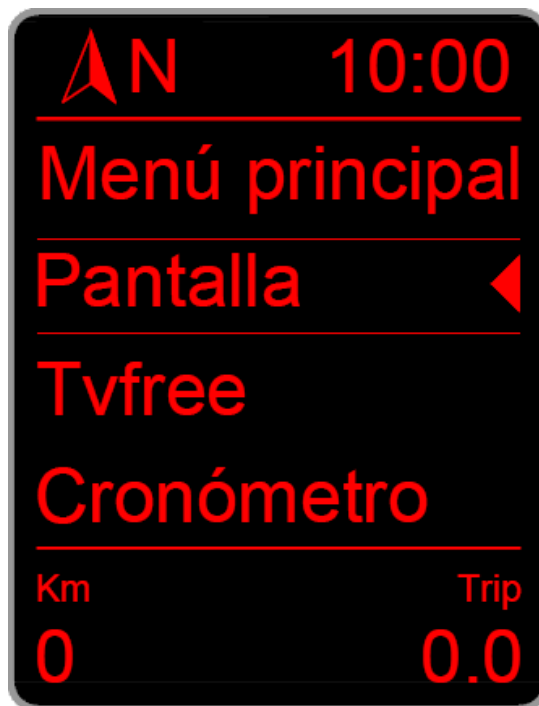 N 10:00
Menú principal
Pantalla
Tvfree
Cronómetro
Km Trip
0 0.0